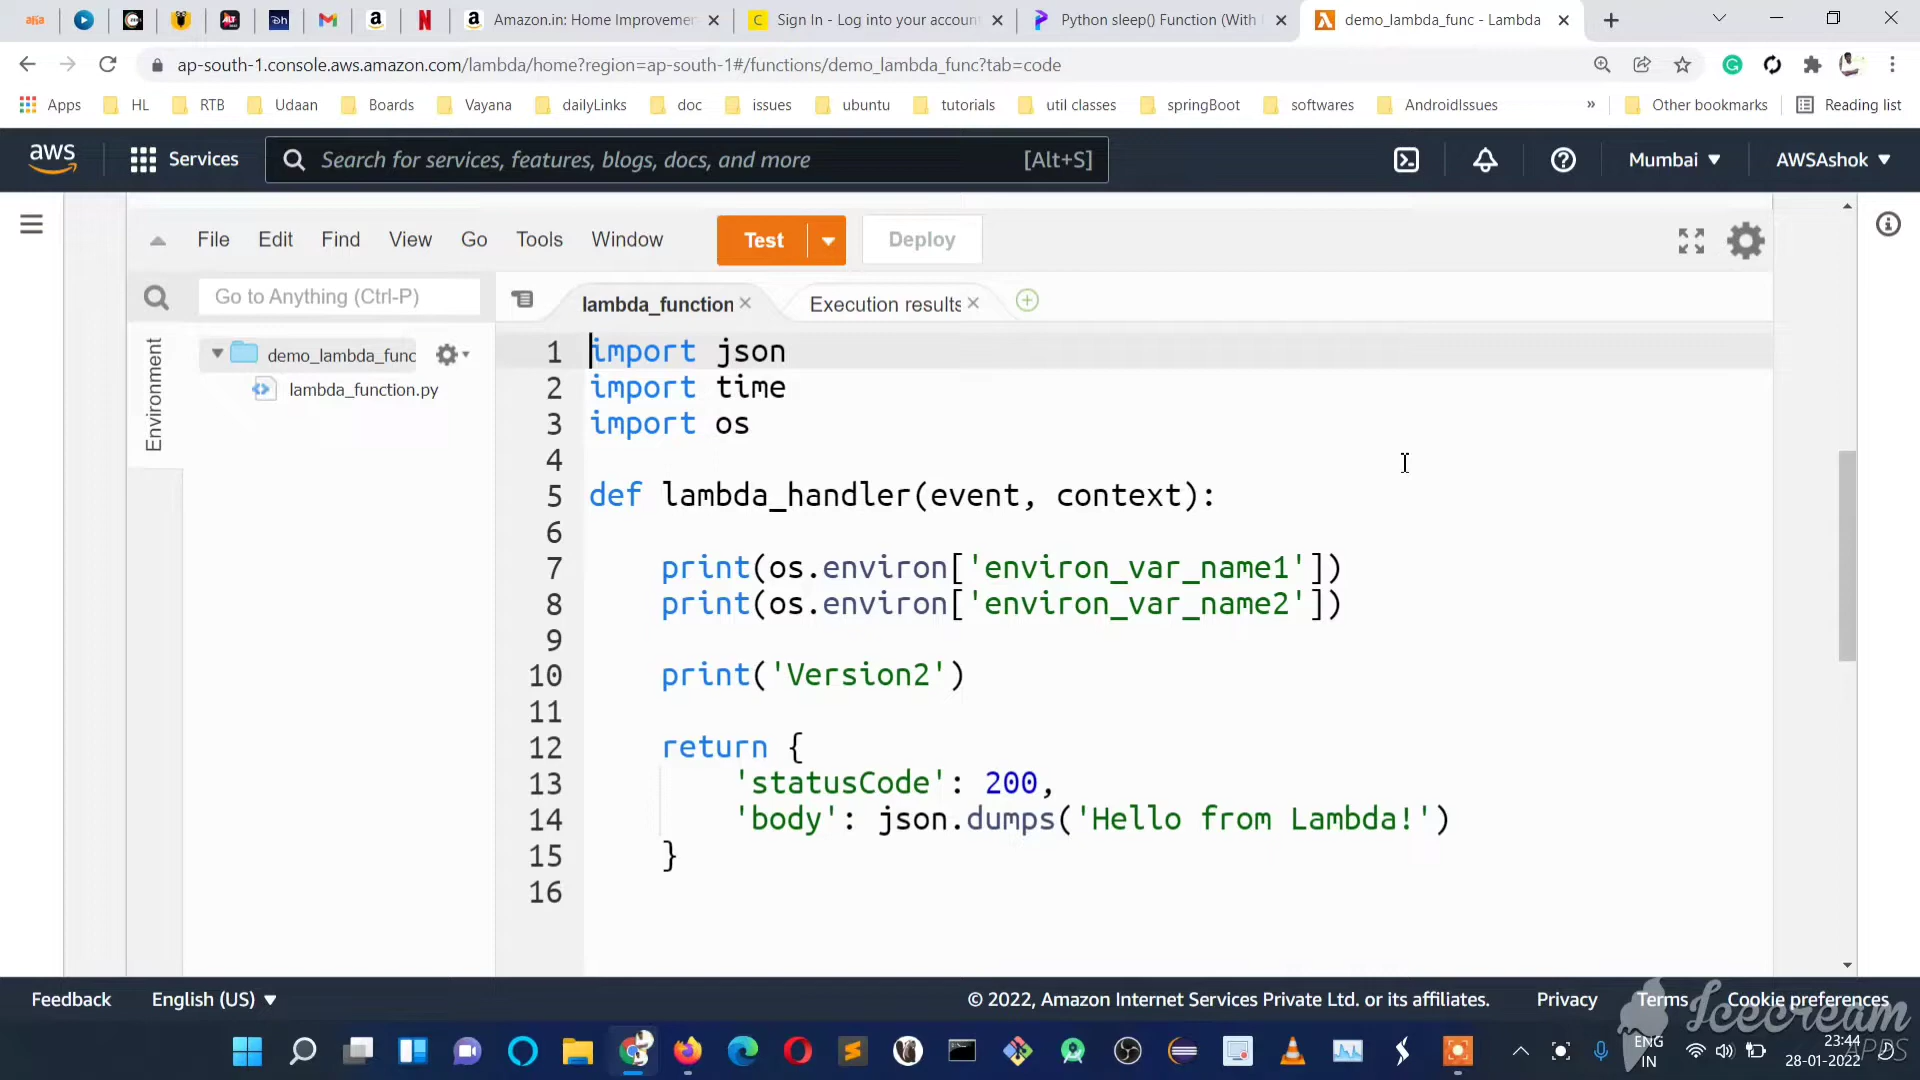 Amazon.in: Home Improvemen
Sign In - Log into your accoun
Python sleep() Function (With
demo_lambda_func - Lambda
ap-south-1.console.aws.amazon.com/lambda/home?region=ap-south-1#/functions/demo_lambda_func?tab=code
Apps HL RTB Udaan Boards Vayana dailyLinks doc issues ubuntu tutorials util classes springBoot softwares AndroidIssues » Other bookmarks Reading list
aws Services Search for services, features, blogs, docs, and more [Alt+S] Mumbai AWSAshok
File Edit Find View Go Tools Window Test Deploy
Go to Anything (Ctrl-P)
lambda_function Execution results
Environment
demo_lambda_func
lambda_function.py
1 import json
2 import time
3 import os
4
5 def lambda_handler(event, context):
6
7 print(os.environ['environ_var_name1'])
8 print(os.environ['environ_var_name2'])
9
10 print('Version2')
11
12 return {
13 'statusCode': 200,
14 'body': json.dumps('Hello from Lambda!')
15 }
16
Feedback English (US) © 2022, Amazon Internet Services Private Ltd. or its affiliates. Privacy Terms Cookie preferences
Icecream
APPS
ENG
IN
23:44
28-01-2022